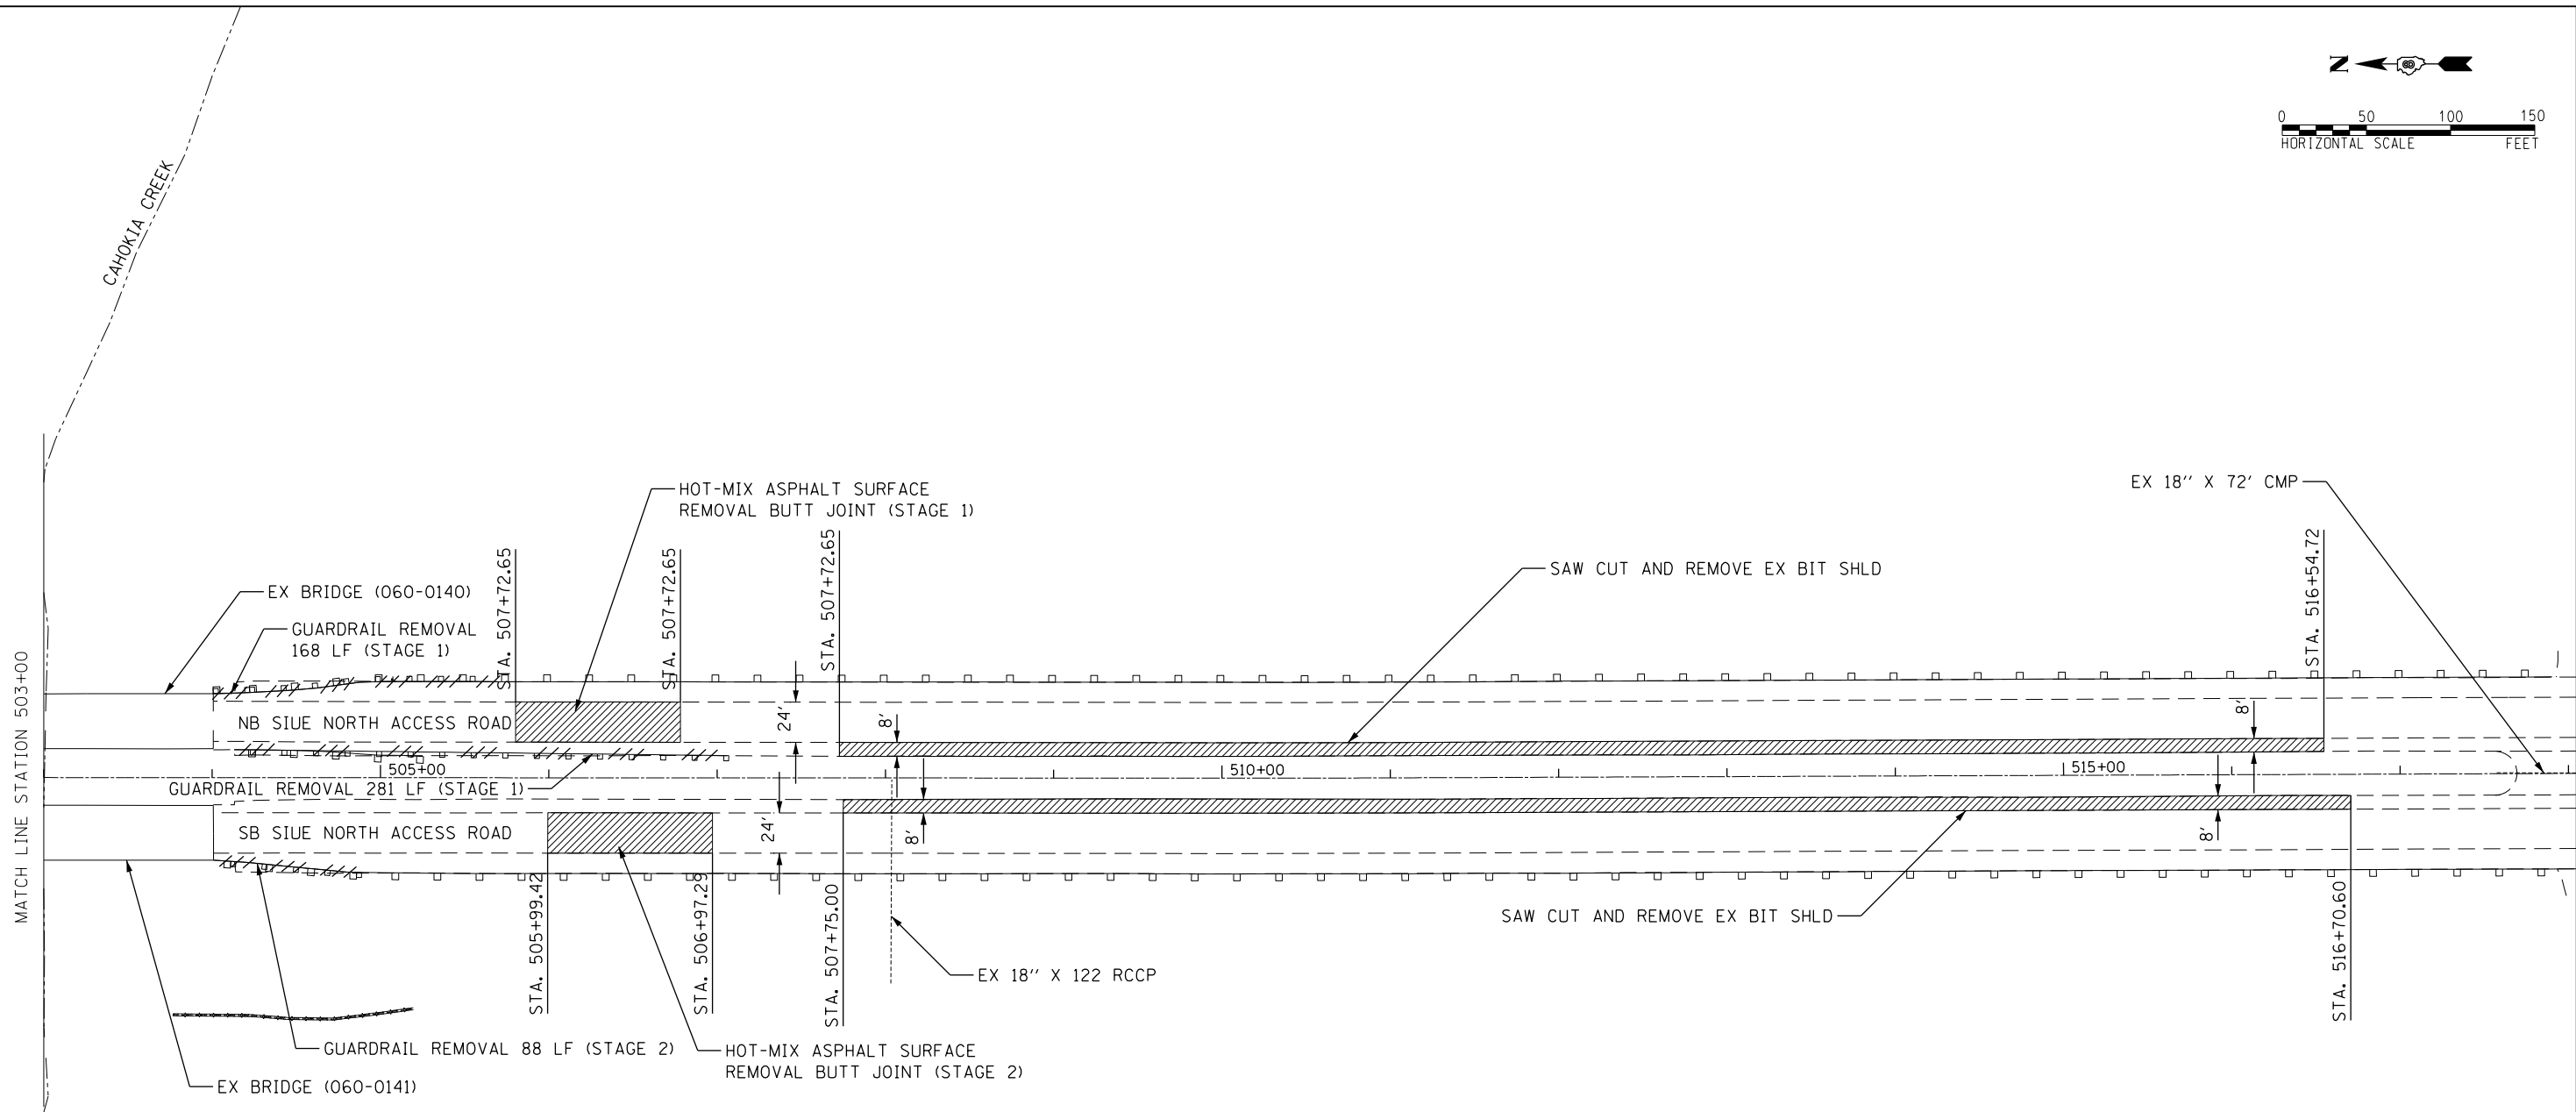 N
0 50 100 150
HORIZONTAL SCALE FEET
CAHOKIA CREEK
MATCH LINE STATION 503+00
HOT-MIX ASPHALT SURFACE
REMOVAL BUTT JOINT (STAGE 1)
EX 18'' X 72' CMP
STA. 507+72.65
STA. 507+72.65
STA. 507+72.65
STA. 516+54.72
SAW CUT AND REMOVE EX BIT SHLD
EX BRIDGE (060-0140)
GUARDRAIL REMOVAL
168 LF (STAGE 1)
NB SIUE NORTH ACCESS ROAD
24'
8'
8'
505+00
510+00
515+00
GUARDRAIL REMOVAL 281 LF (STAGE 1)
SB SIUE NORTH ACCESS ROAD
24'
8'
8'
STA. 505+99.42
STA. 506+97.29
STA. 507+75.00
STA. 516+70.60
SAW CUT AND REMOVE EX BIT SHLD
EX 18'' X 122 RCCP
GUARDRAIL REMOVAL 88 LF (STAGE 2)
HOT-MIX ASPHALT SURFACE
REMOVAL BUTT JOINT (STAGE 2)
EX BRIDGE (060-0141)